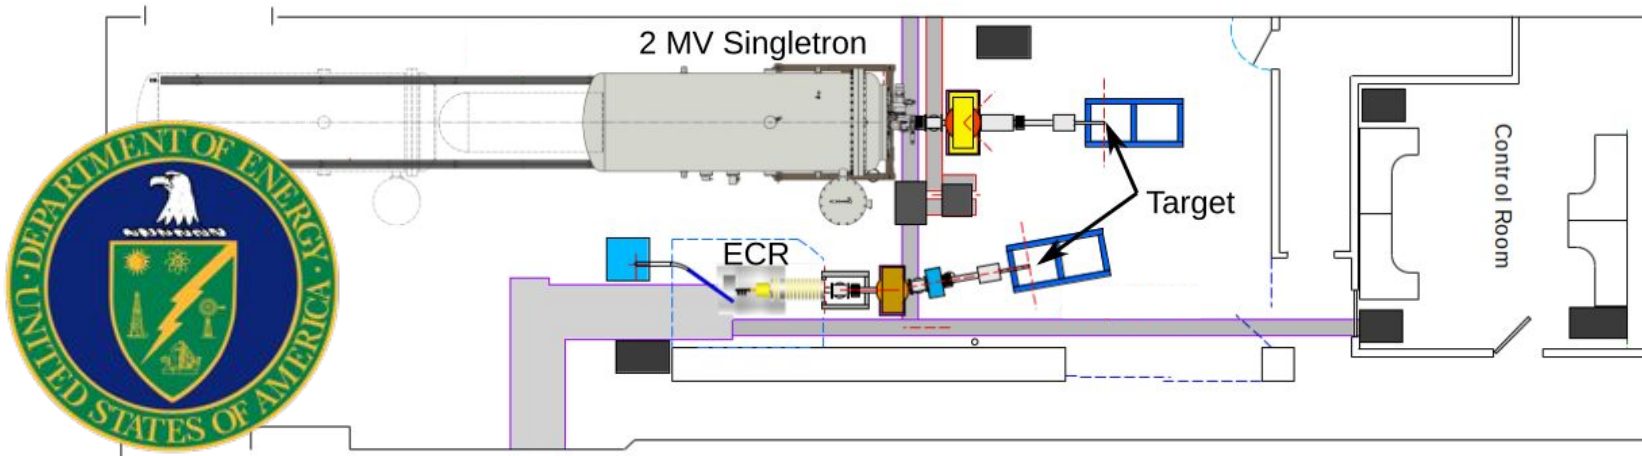 2 MV Singletron
DEPARTMENT OF ENERGY
UNITED STATES OF AMERICA
ECR
Target
Control Room